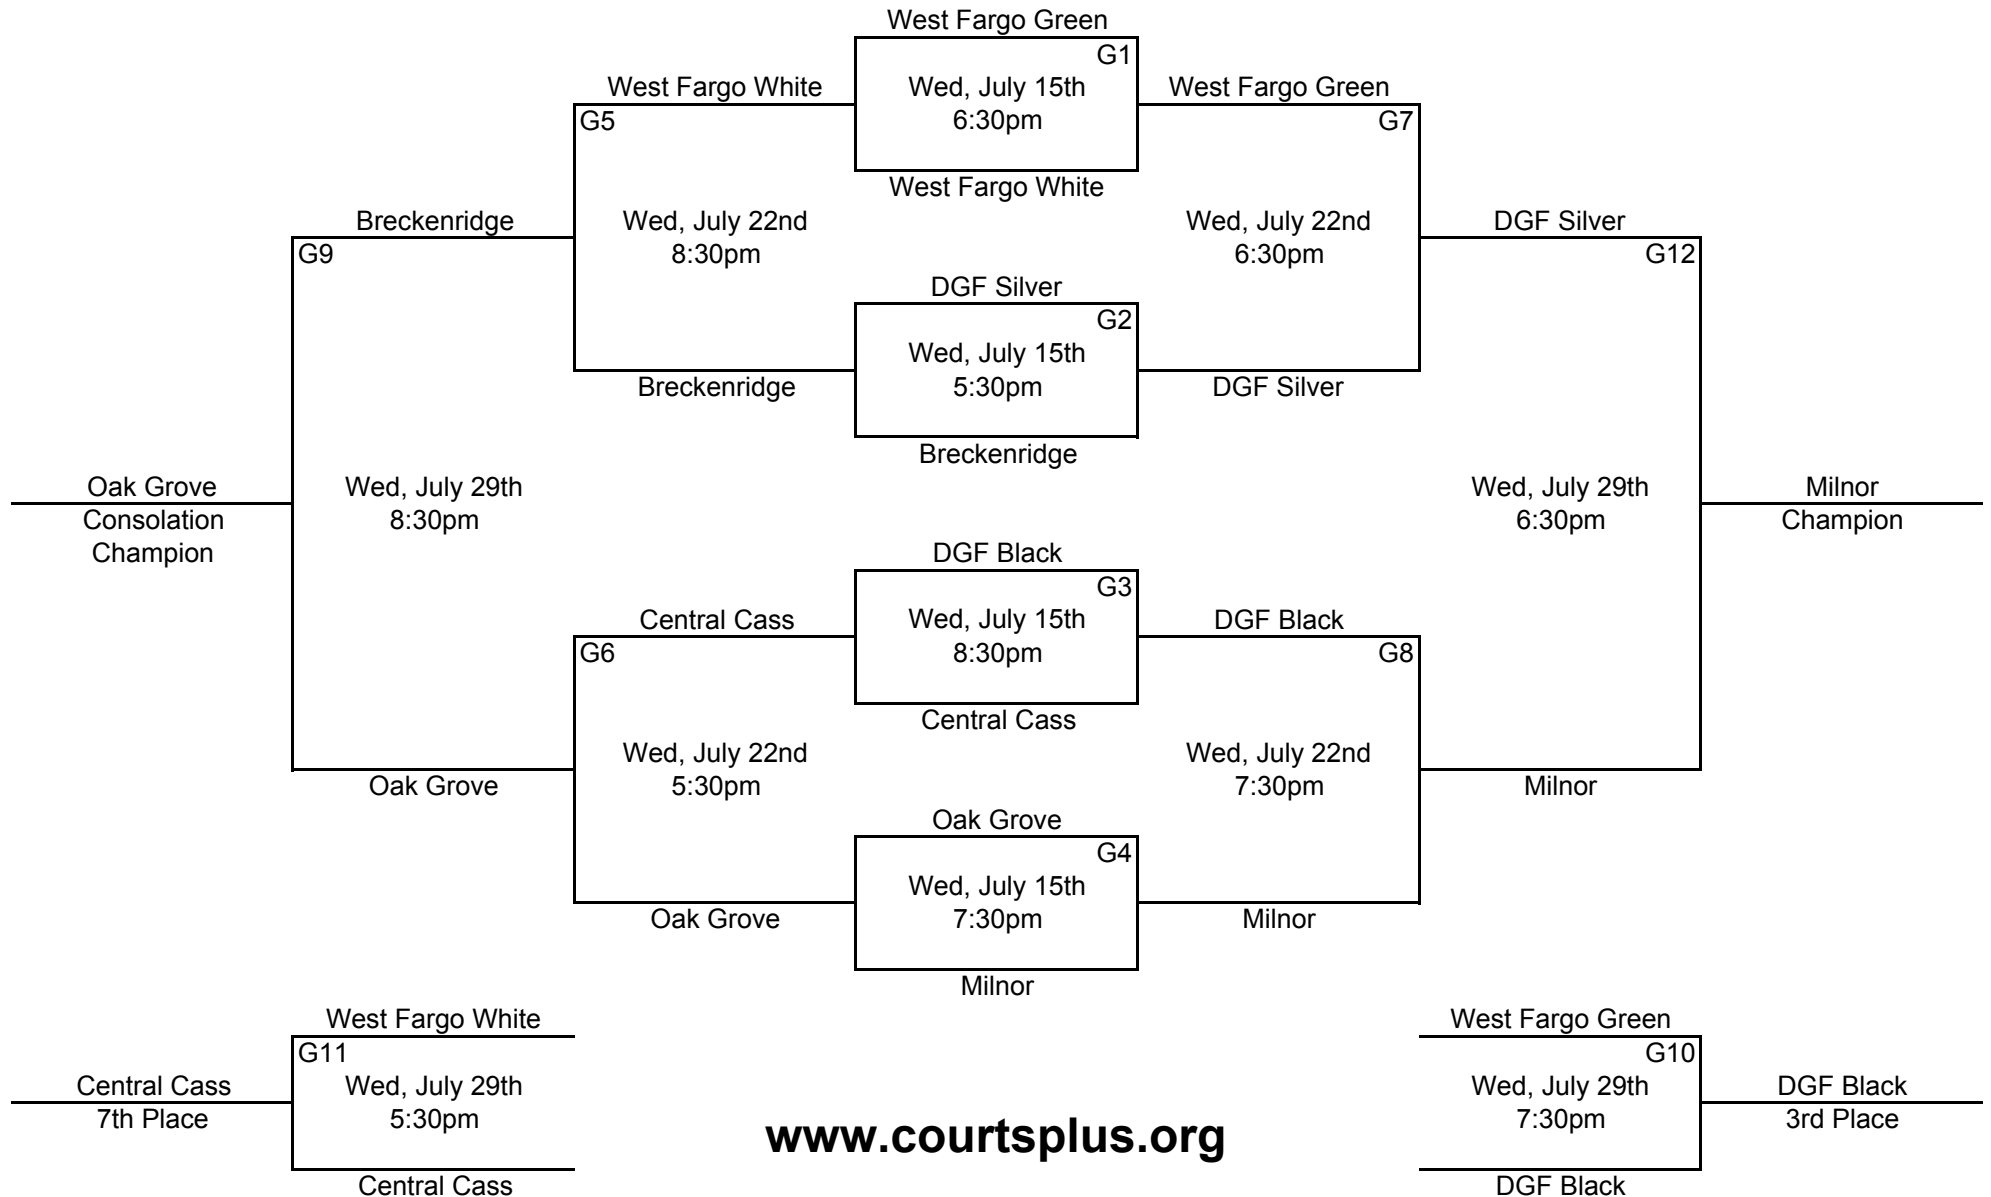 West Fargo Green
G1
West Fargo White
Wed, July 15th
West Fargo Green
G5
6:30pm
G7
West Fargo White
Breckenridge
Wed, July 22nd
Wed, July 22nd
DGF Silver
G9
8:30pm
6:30pm
G12
DGF Silver
G2
Wed, July 15th
Breckenridge
5:30pm
DGF Silver
Breckenridge
Oak Grove
Wed, July 29th
Wed, July 29th
Milnor
Consolation
8:30pm
6:30pm
Champion
Champion
DGF Black
G3
Central Cass
Wed, July 15th
DGF Black
G6
8:30pm
G8
Central Cass
Wed, July 22nd
Wed, July 22nd
Oak Grove
5:30pm
7:30pm
Milnor
Oak Grove
G4
Wed, July 15th
Oak Grove
7:30pm
Milnor
Milnor
West Fargo White
West Fargo Green
G11
G10
Central Cass
Wed, July 29th
Wed, July 29th
DGF Black
7th Place
5:30pm
7:30pm
3rd Place
www.courtsplus.org
Central Cass
DGF Black